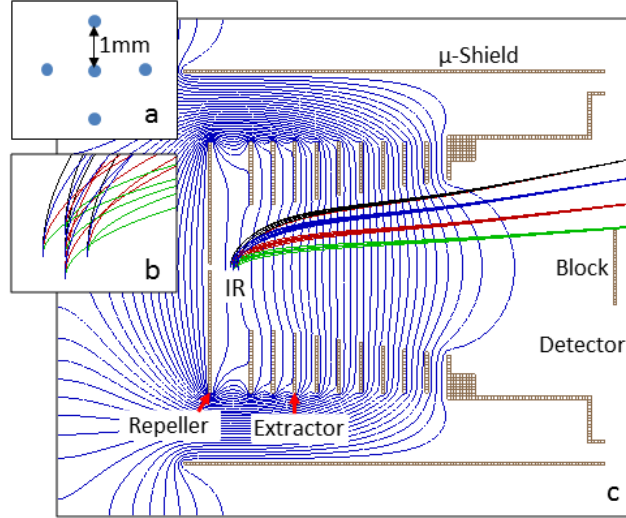 1mm
a
μ-Shield
b
IR
Block
Detector
Repeller
Extractor
c